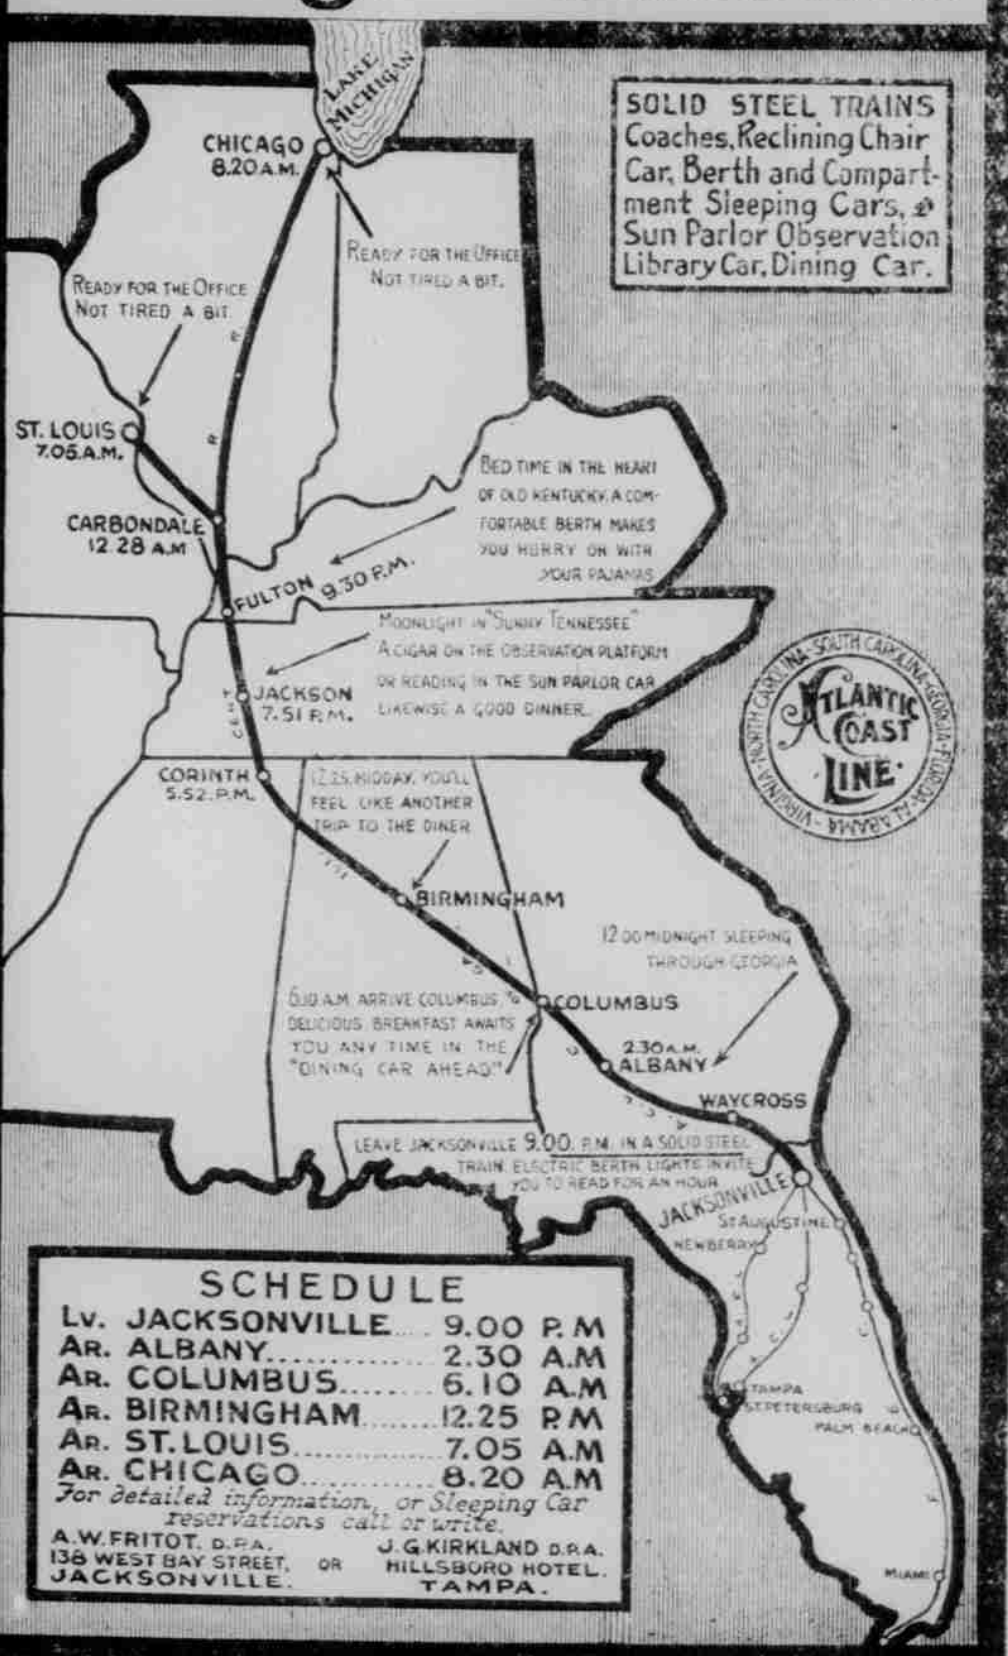 LAKE
MICHIGAN
SOLID STEEL TRAINS
Coaches, Reclining Chair
Car, Berth and Compart-
ment Sleeping Cars, &
Sun Parlor Observation
Library Car, Dining Car.
CHICAGO
8.20 A.M.
READY FOR THE OFFICE
NOT TIRED A BIT.
READY FOR THE OFFICE
NOT TIRED A BIT
R
R
ST. LOUIS
7.05. A.M.
BED TIME IN THE HEART
OF OLD KENTUCKY. A COM-
FORTABLE BERTH MAKES
YOU HURRY ON WITH
YOUR PAJAMAS
CARBONDALE
12.28 A.M
FULTON 9.30 P.M.
MOONLIGHT IN "SUNNY TENNESSEE"
A CIGAR ON THE OBSERVATION PLATFORM
OR READING IN THE SUN PARLOR CAR
LIKEWISE A GOOD DINNER.
JACKSON
7.51 P.M.
CENT
ATLANTIC
COAST
LINE
VIRGINIA-NORTH CAROLINA-SOUTH CAROLINA-GEORGIA-FLORIDA-ALABAMA-
CORINTH
5.52. P.M.
12.25. MIDDAY. YOU'LL
FEEL LIKE ANOTHER
TRIP TO THE DINER
BIRMINGHAM
12 00 MIDNIGHT SLEEPING
THROUGH GEORGIA
6.10 A.M. ARRIVE COLUMBUS
DELICIOUS BREAKFAST AWAITS
YOU ANY TIME IN THE
"DINING CAR AHEAD"
COLUMBUS
2.30 A.M.
ALBANY
WAYCROSS
LEAVE JACKSONVILLE 9.00. P.M. IN A SOLID STEEL
TRAIN. ELECTRIC BERTH LIGHTS INVITE
YOU TO READ FOR AN HOUR
JACKSONVILLE
ST AUGUSTINE
NEWBERRY
TAMPA
ST. PETERSBURG
PALM BEACH
MIAMI
SCHEDULE
LV. JACKSONVILLE.... 9.00 P.M
AR. ALBANY.............. 2.30 A.M
AR. COLUMBUS........ 6.10 A.M
AR. BIRMINGHAM.......12.25 P.M
AR. ST. LOUIS..............7.05 A.M
AR. CHICAGO.............8.20 A.M
For detailed information, or Sleeping Car
reservations call or write.
A.W. FRITOT. D.P.A.
138 WEST BAY STREET.
JACKSONVILLE.
OR
J.G. KIRKLAND D.P.A.
HILLSBORO HOTEL.
TAMPA.